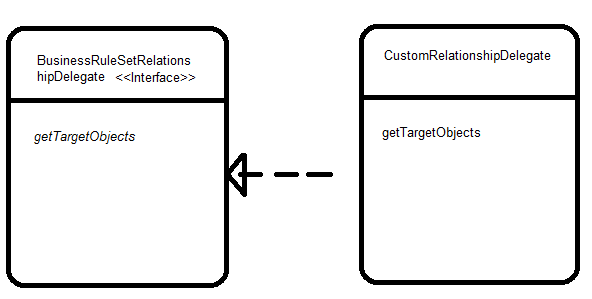 BusinessRuleSetRelations
hipDelegate <<Interface>>
getTargetObjects
CustomRelationshipDelegate
getTargetObjects